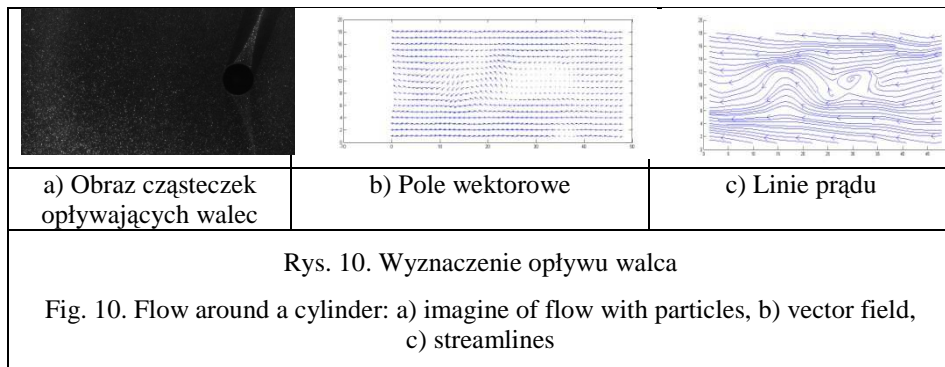 a) Obraz cząsteczek
opływających walec
b) Pole wektorowe
c) Linie prądu
Rys. 10. Wyznaczenie opływu walca
Fig. 10. Flow around a cylinder: a) imagine of flow with particles, b) vector field,
c) streamlines